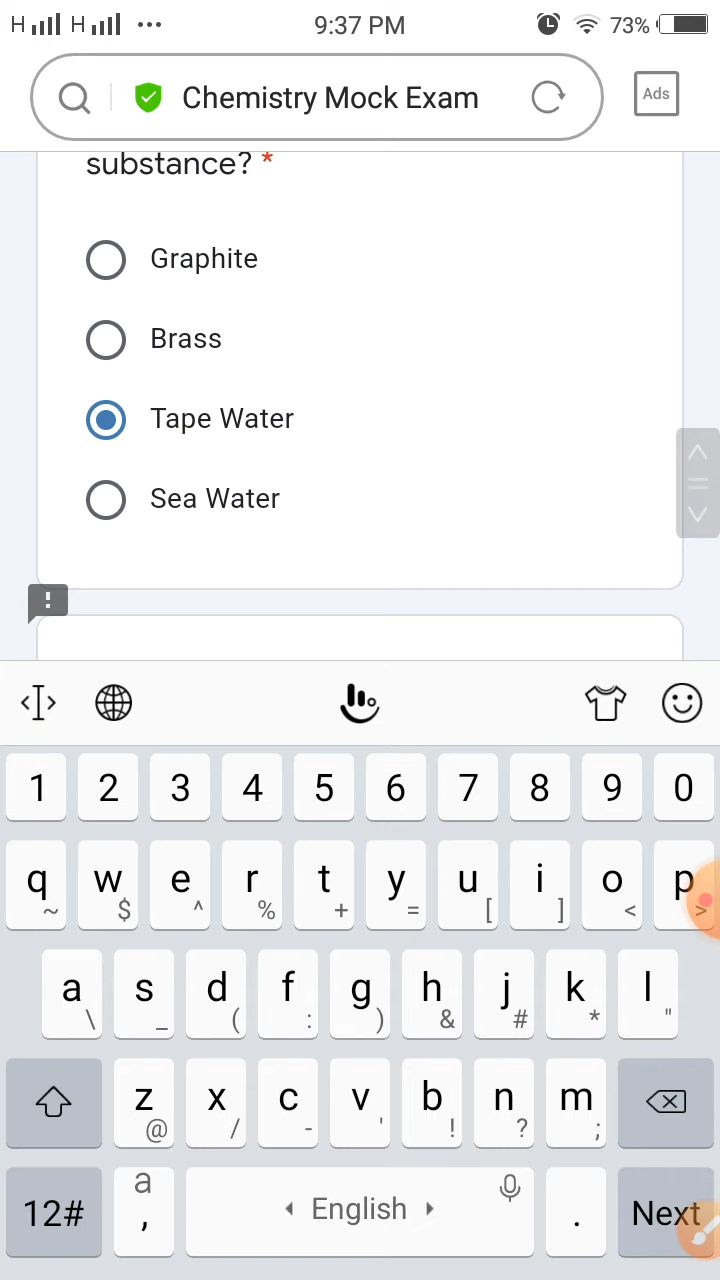 H H ••• 9:37 PM 73%
Chemistry Mock Exam Ads
substance? *
Graphite
Brass
Tape Water
Sea Water
!
1 2 3 4 5 6 7 8 9 0
q w e r t y u i o p
~ $ ^ % + = [ ] < >
a s d f g h j k l
\ _ ( : ) & # * "
z x c v b n m
@ / - ' ! ? ;
12# a , English . Next